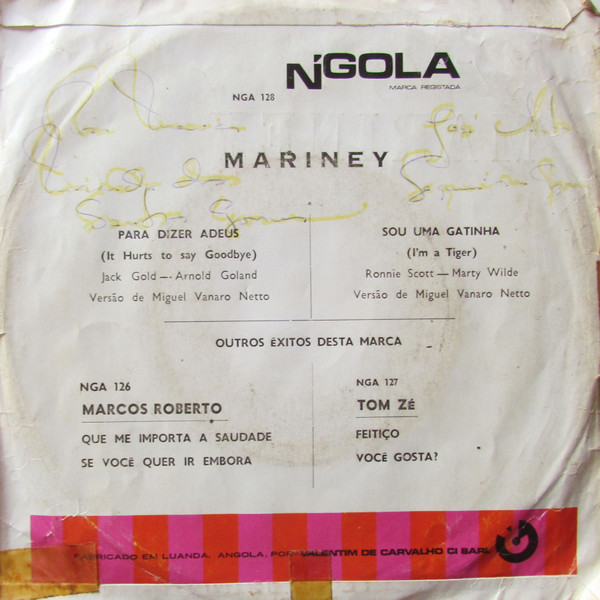 N'GOLA
MARCA REGISTADA
NGA 128
MARINEY
PARA DIZER ADEUS
(It Hurts to say Goodbye)
Jack Gold — Arnold Goland
Versão de Miguel Vanaro Netto
SOU UMA GATINHA
(I'm a Tiger)
Ronnie Scott — Marty Wilde
Versão de Miguel Vanaro Netto
OUTROS ÊXITOS DESTA MARCA
NGA 126
MARCOS ROBERTO
QUE ME IMPORTA A SAUDADE
SE VOCÊ QUER IR EMBORA
NGA 127
TOM ZÉ
FEITIÇO
VOCÊ GOSTA?
FABRICADO EM LUANDA, ANGOLA, POR VALENTIM DE CARVALHO CI SARL